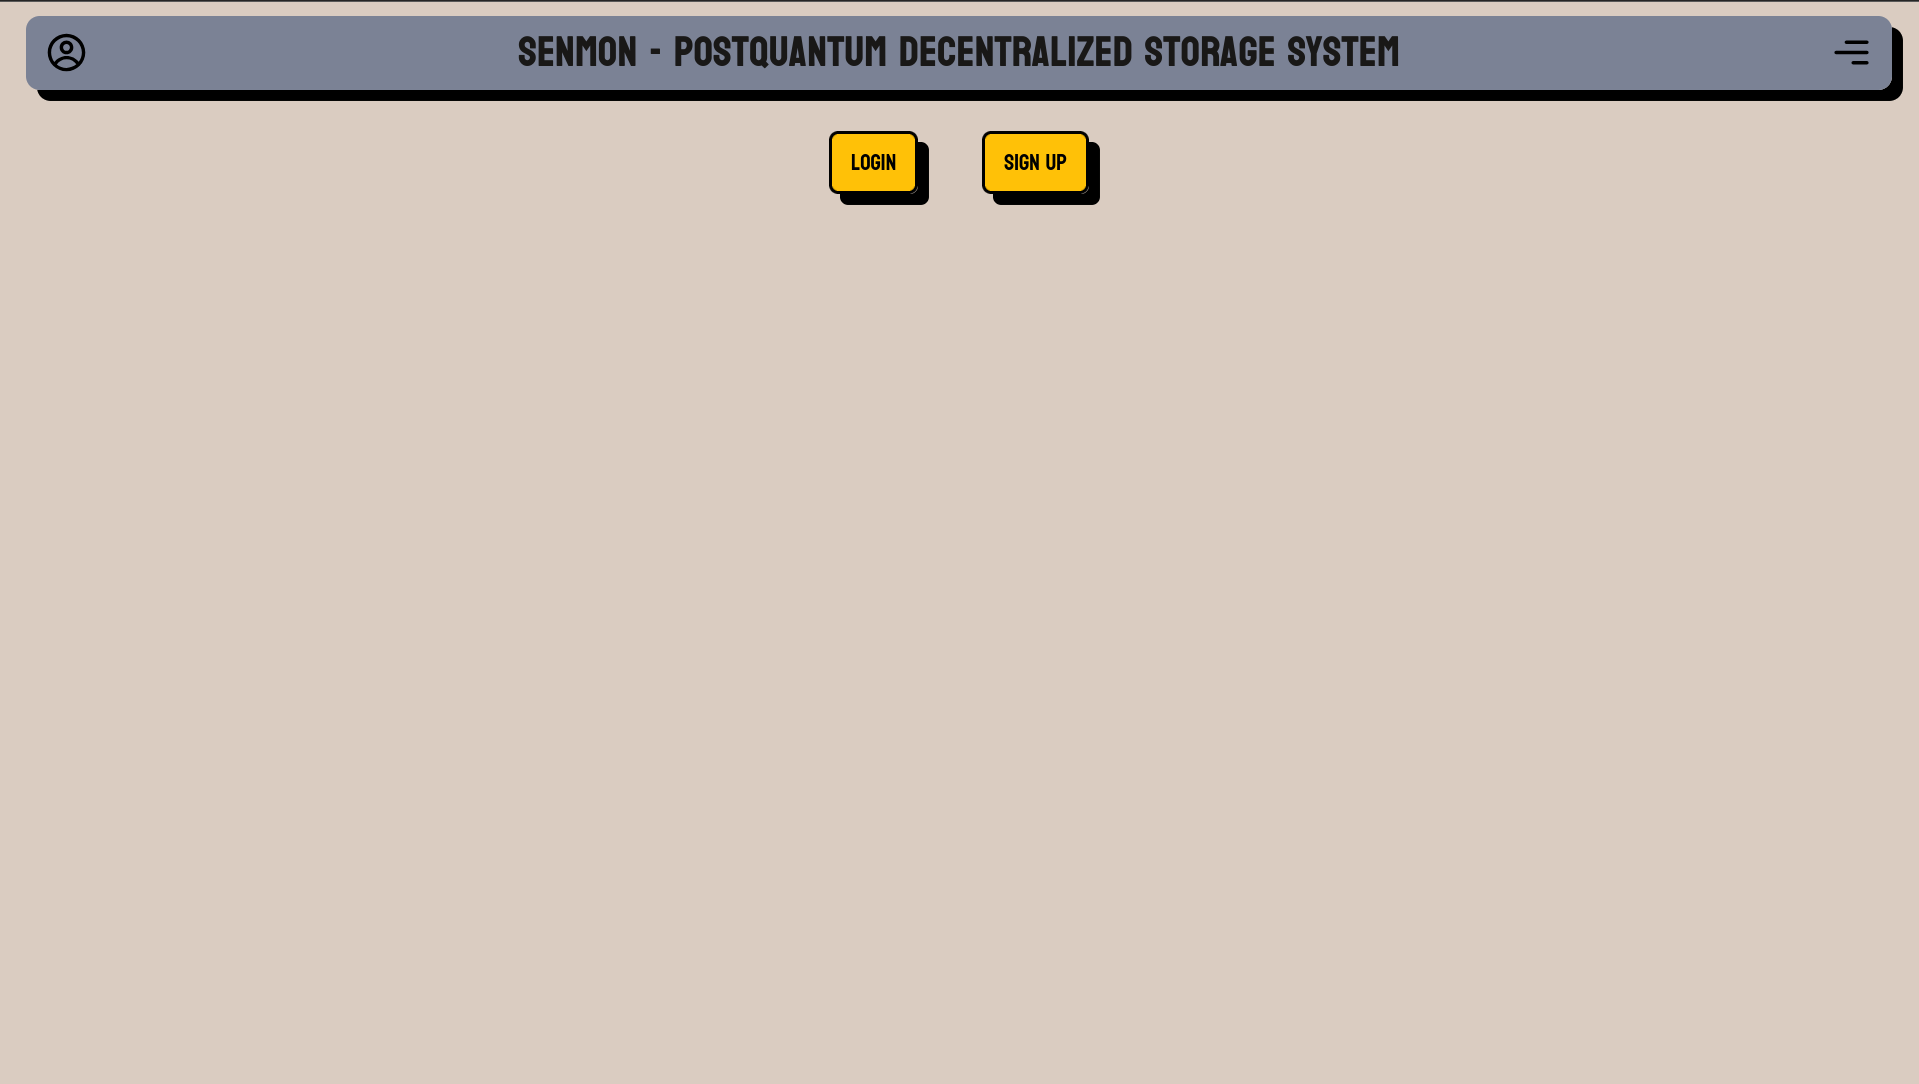 SENMON - POSTQUANTUM DECENTRALIZED STORAGE SYSTEM
LOGIN
SIGN UP